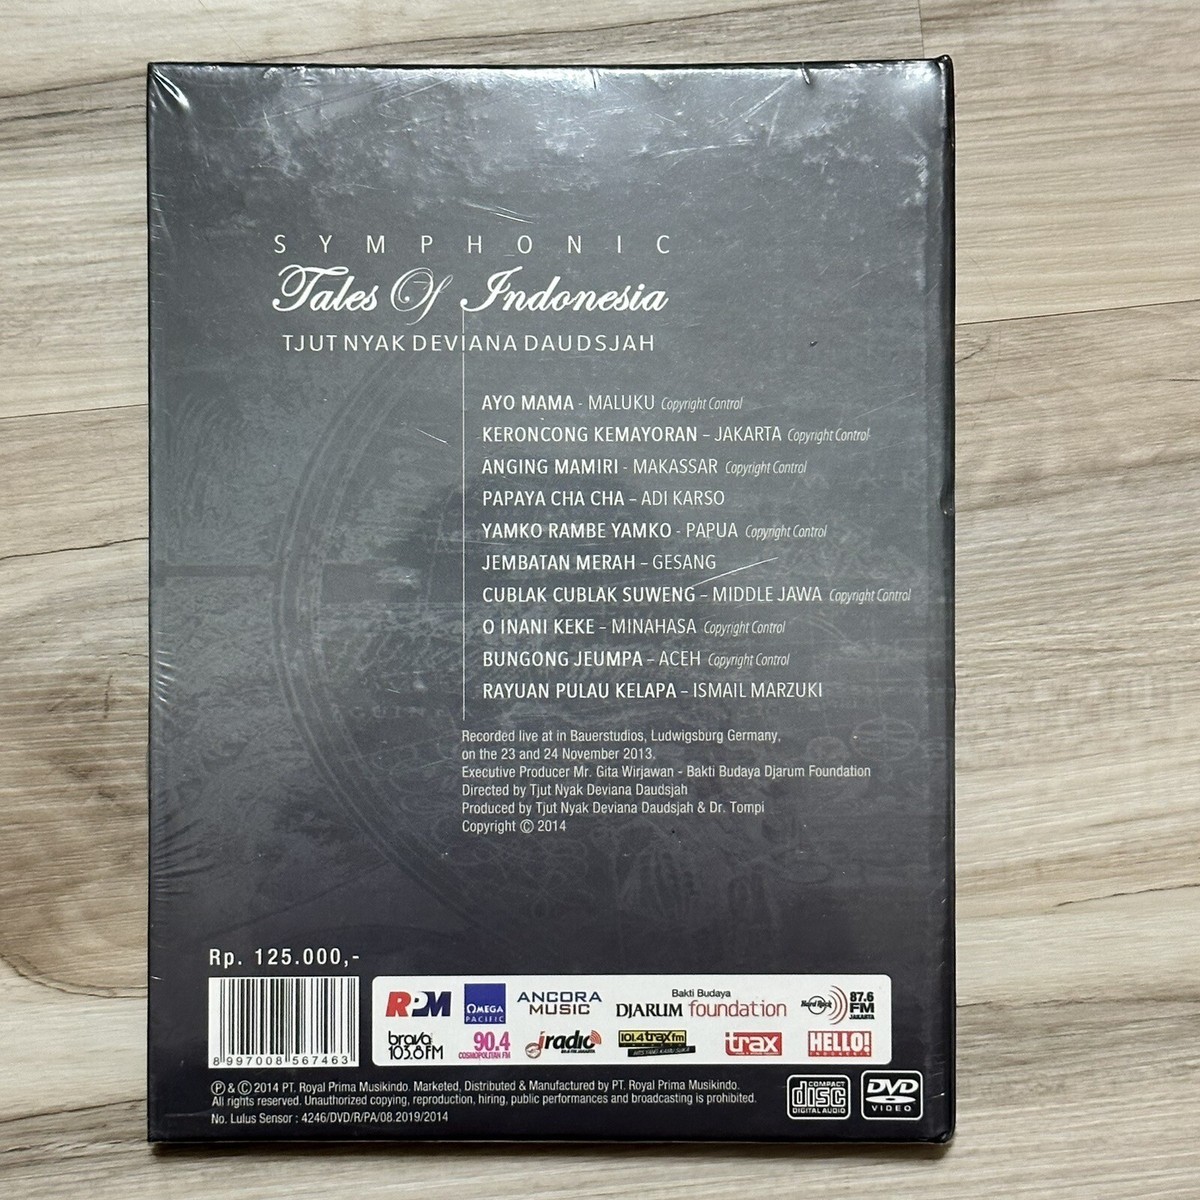 SYMPHONIC
Tales Of Indonesia
TJUT NYAK DEVIANA DAUDSJAH
AYO MAMA - MALUKU Copyright Control
KERONCONG KEMAYORAN – JAKARTA Copyright Control
ANGING MAMIRI - MAKASSAR Copyright Control
PAPAYA CHA CHA – ADI KARSO
YAMKO RAMBE YAMKO - PAPUA Copyright Control
JEMBATAN MERAH – GESANG
CUBLAK CUBLAK SUWENG – MIDDLE JAWA Copyright Control
O INANI KEKE – MINAHASA Copyright Control
BUNGONG JEUMPA – ACEH Copyright Control
RAYUAN PULAU KELAPA – ISMAIL MARZUKI
Recorded live at in Bauerstudios, Ludwigsburg Germany,
on the 23 and 24 November 2013.
Executive Producer Mr. Gita Wirjawan - Bakti Budaya Djarum Foundation
Directed by Tjut Nyak Deviana Daudsjah
Produced by Tjut Nyak Deviana Daudsjah & Dr. Tompi
Copyright © 2014
Rp. 125.000,-
8 997008 567463
RPM
OMEGA
PACIFIC
ANCORA
MUSIC
Bakti Budaya
DJARUM foundation
Hard Rock
87.6
FM
JAKARTA
brava
103.8 FM
90.4
COSMOPOLITAN FM
iradio
101.4 trax fm
trax
HELLO!
INDONESIA
Ⓟ & © 2014 PT. Royal Prima Musikindo. Marketed, Distributed & Manufactured by PT. Royal Prima Musikindo.
All rights reserved. Unauthorized copying, reproduction, hiring, public performances and broadcasting is prohibited.
No. Lulus Sensor : 4246/DVD/R/PA/08.2019/2014
COMPACT
disc
DIGITAL AUDIO
DVD
VIDEO